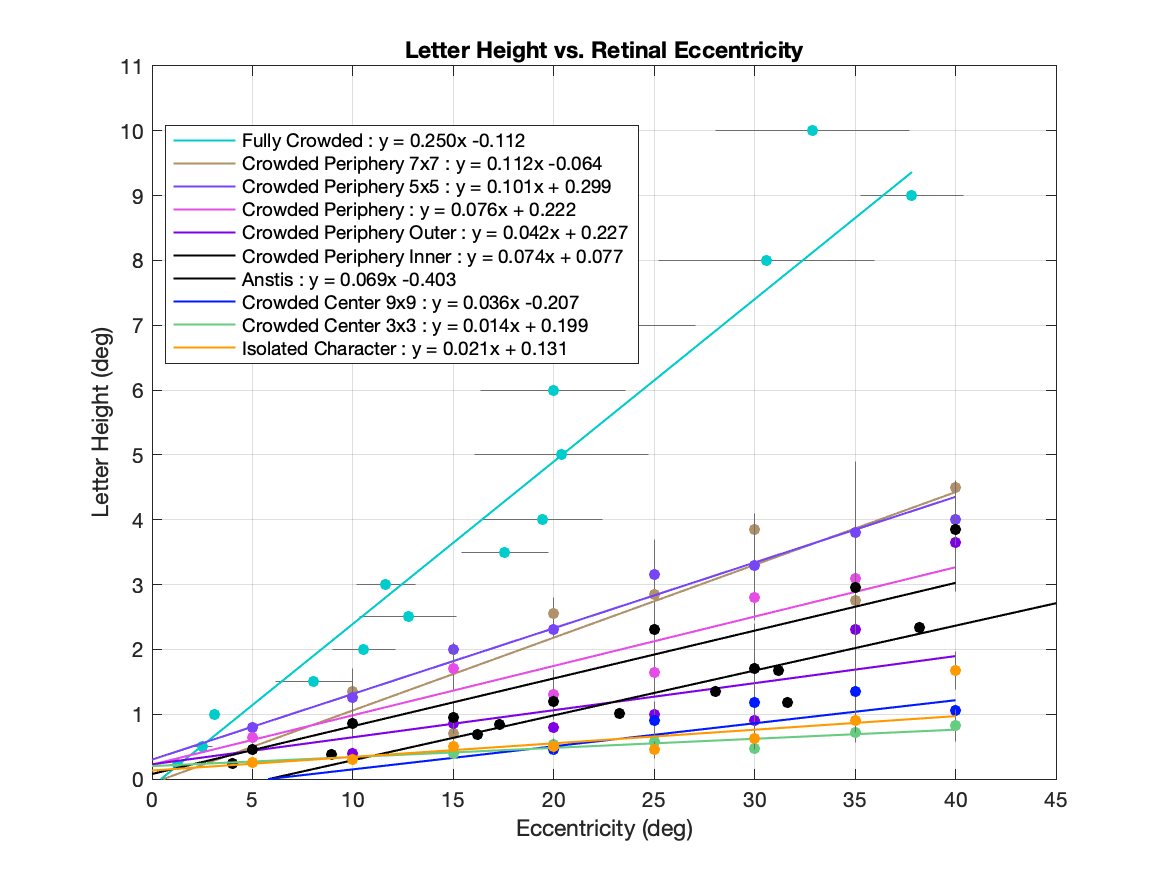 Letter Height vs. Retinal Eccentricity
11
10
9
8
7
6
5
4
3
2
1
0
Letter Height (deg)
Fully Crowded : y = 0.250x -0.112
Crowded Periphery 7x7 : y = 0.112x -0.064
Crowded Periphery 5x5 : y = 0.101x + 0.299
Crowded Periphery : y = 0.076x + 0.222
Crowded Periphery Outer : y = 0.042x + 0.227
Crowded Periphery Inner : y = 0.074x + 0.077
Anstis : y = 0.069x -0.403
Crowded Center 9x9 : y = 0.036x -0.207
Crowded Center 3x3 : y = 0.014x + 0.199
Isolated Character : y = 0.021x + 0.131
0 5 10 15 20 25 30 35 40 45
Eccentricity (deg)